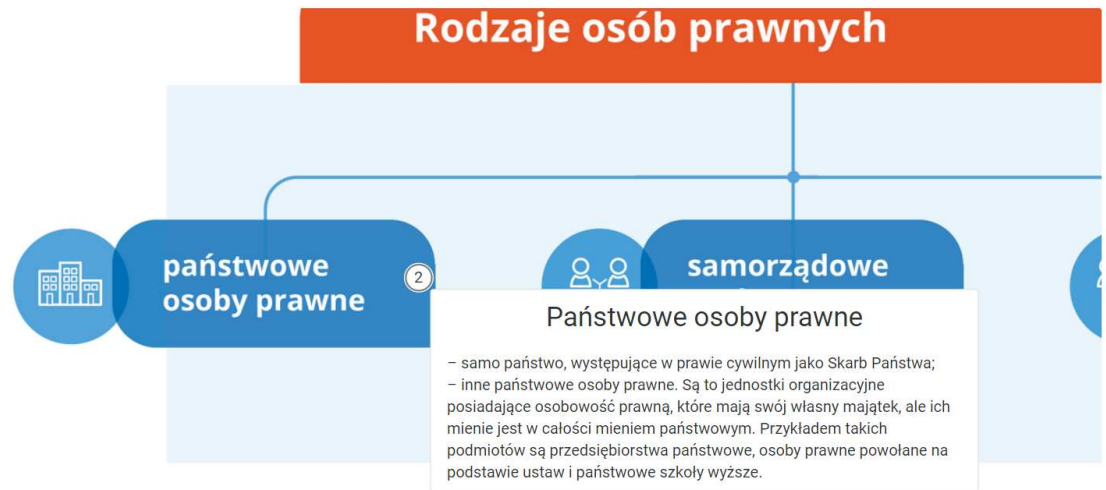 Rodzaje osób prawnych
państwowe
osoby prawne
2
samorządowe
Państwowe osoby prawne
– samo państwo, występujące w prawie cywilnym jako Skarb Państwa;
– inne państwowe osoby prawne. Są to jednostki organizacyjne
posiadające osobowość prawną, które mają swój własny majątek, ale ich
mienie jest w całości mieniem państwowym. Przykładem takich
podmiotów są przedsiębiorstwa państwowe, osoby prawne powołane na
podstawie ustaw i państwowe szkoły wyższe.